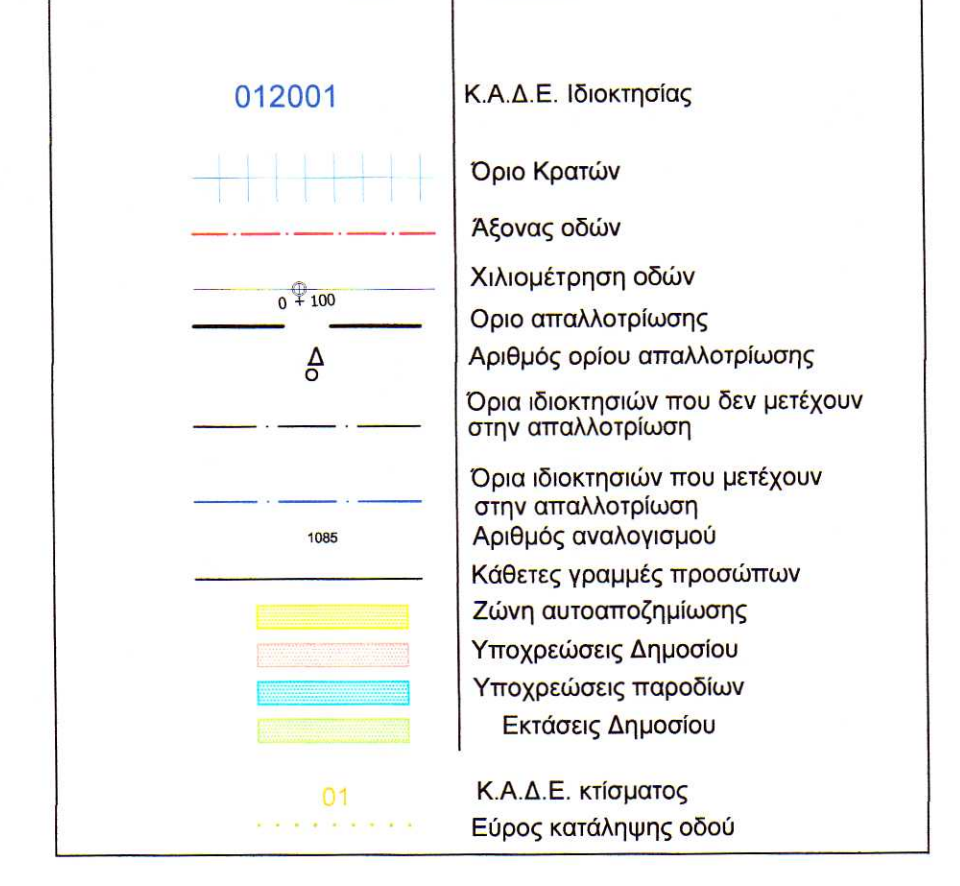 012001 Κ.Α.Δ.Ε. Ιδιοκτησίας
Όριο Κρατών
Άξονας οδών
Χιλιομέτρηση οδών
0 + 100
Οριο απαλλοτρίωσης
Δ Αριθμός ορίου απαλλοτρίωσης
Όρια ιδιοκτησιών που δεν μετέχουν
στην απαλλοτρίωση
Όρια ιδιοκτησιών που μετέχουν
στην απαλλοτρίωση
1085 Αριθμός αναλογισμού
Κάθετες γραμμές προσώπων
Ζώνη αυτοαποζημίωσης
Υποχρεώσεις Δημοσίου
Υποχρεώσεις παροδίων
Εκτάσεις Δημοσίου
01 Κ.Α.Δ.Ε. κτίσματος
Εύρος κατάληψης οδού